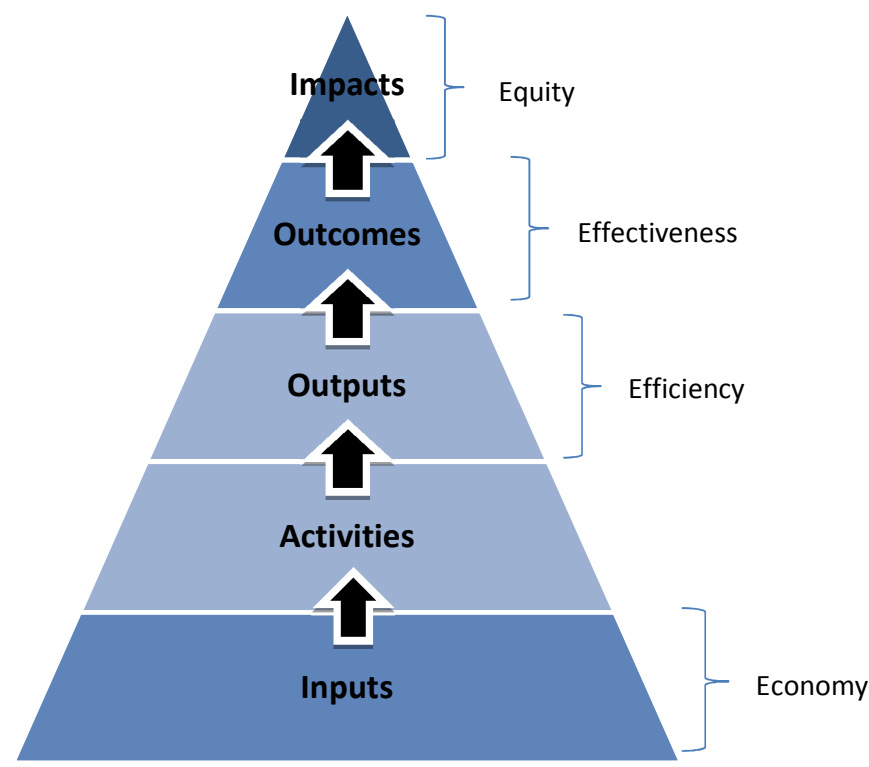 Impacts
Equity
Outcomes
Effectiveness
Outputs
Efficiency
Activities
Inputs
Economy